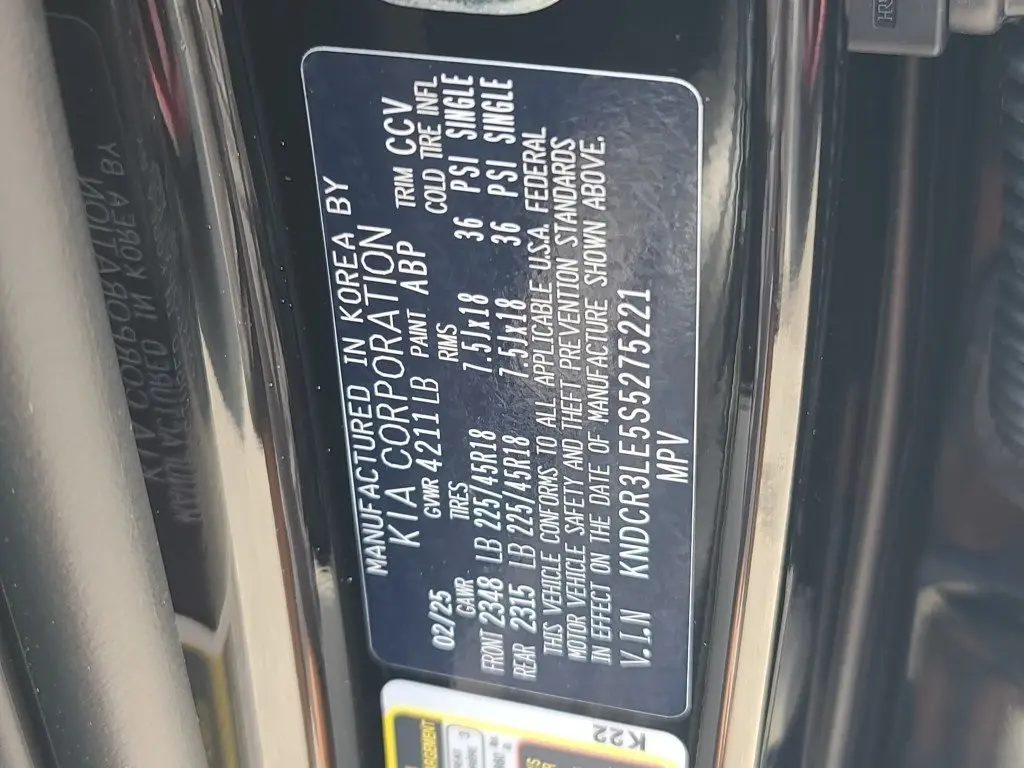 MANUFACTURED IN KOREA BY
KIA CORPORATION
02/25 GVWR 4211LB PAINT ABP TRIM CCV
GAWR TIRES RIMS COLD TIRE INFL
FRONT 2348 LB 225/45R18 7.5Jx18 36 PSI SINGLE
REAR 2315 LB 225/45R18 7.5Jx18 36 PSI SINGLE
THIS VEHICLE CONFORMS TO ALL APPLICABLE U.S.A. FEDERAL
MOTOR VEHICLE SAFETY AND THEFT PREVENTION STANDARDS
IN EFFECT ON THE DATE OF MANUFACTURE SHOWN ABOVE.
V.I.N KNDCR3LE5S5275221
MPV
K22